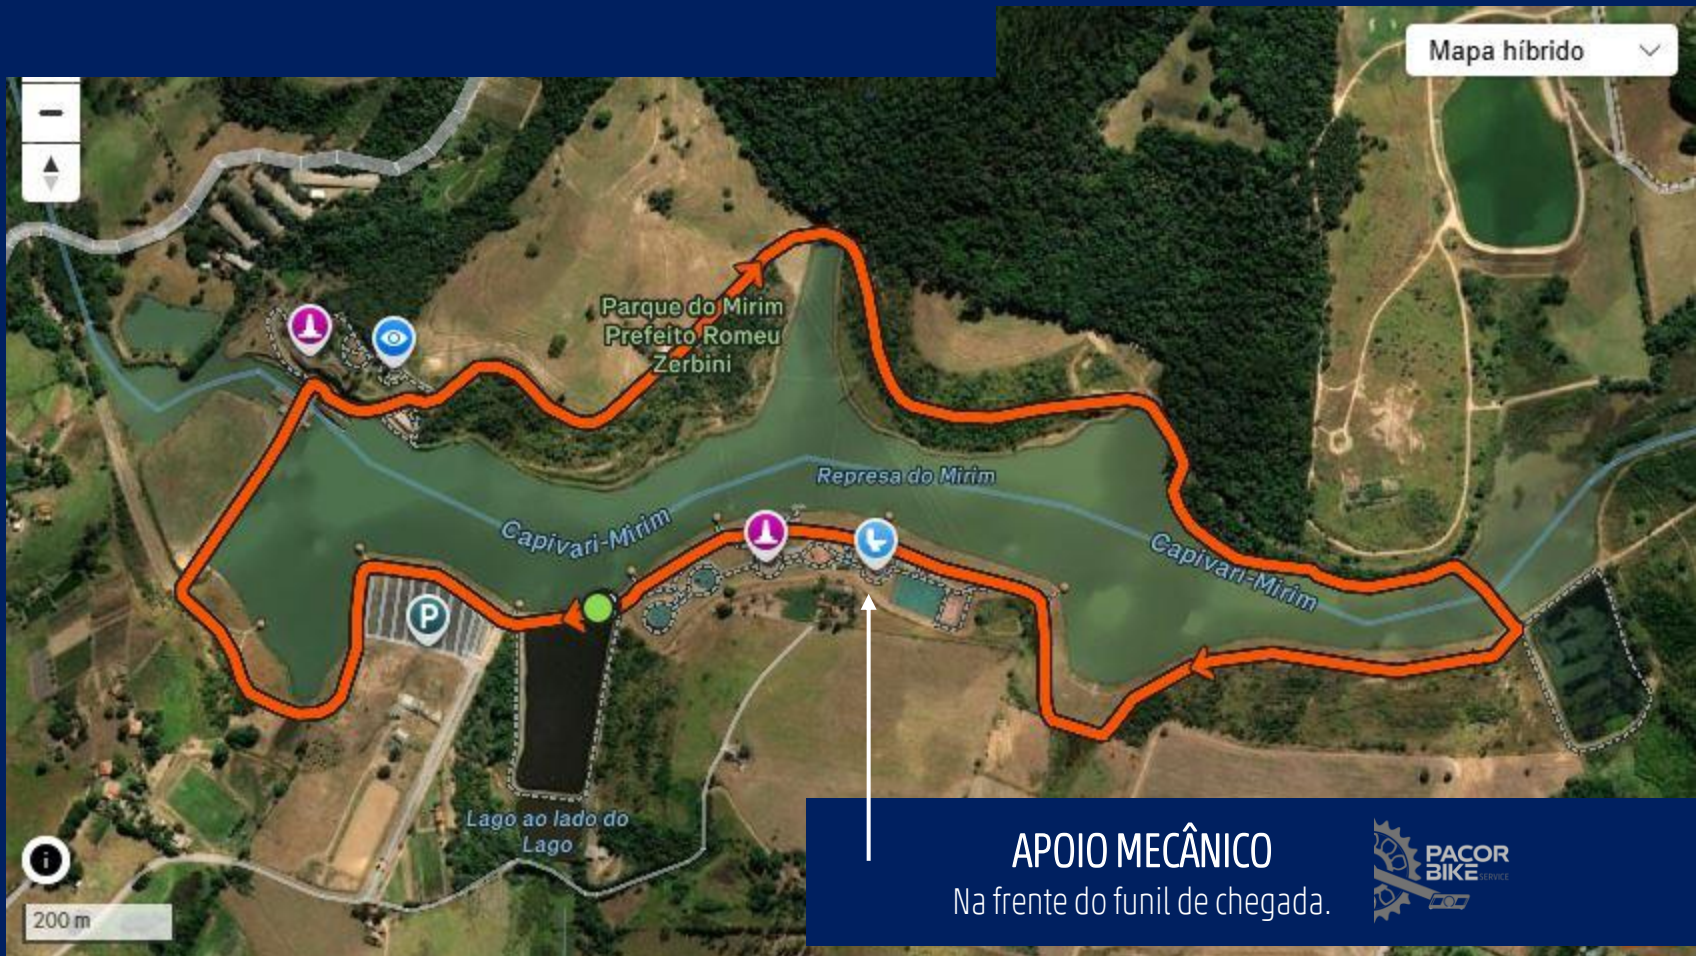 Mapa híbrido
Parque do Mirim
Prefeito Romeu
Zerbini
Represa do Mirim
Capivari-Mirim
Capivari-Mirim
P
Lago ao lado do
Lago
i
200 m
APOIO MECÂNICO
Na frente do funil de chegada.
PACOR
BIKE SERVICE